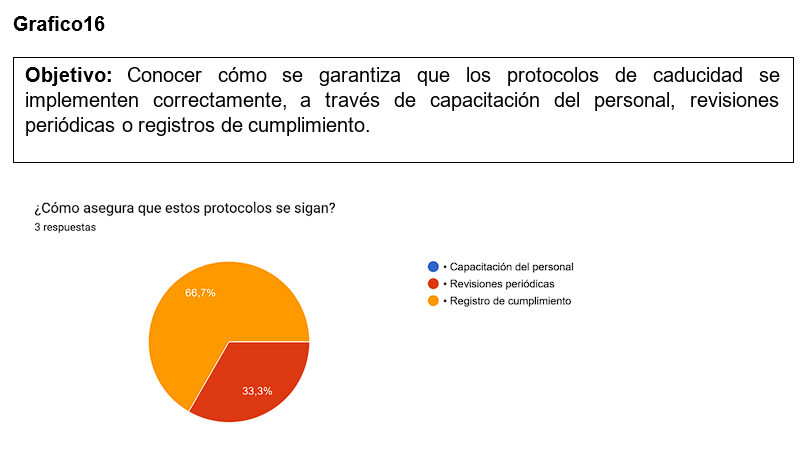 Grafico16
Objetivo: Conocer cómo se garantiza que los protocolos de caducidad se
implementen correctamente, a través de capacitación del personal, revisiones
periódicas o registros de cumplimiento.
¿Cómo asegura que estos protocolos se sigan?
3 respuestas
66,7%
33,3%
• Capacitación del personal
• Revisiones periódicas
• Registro de cumplimiento